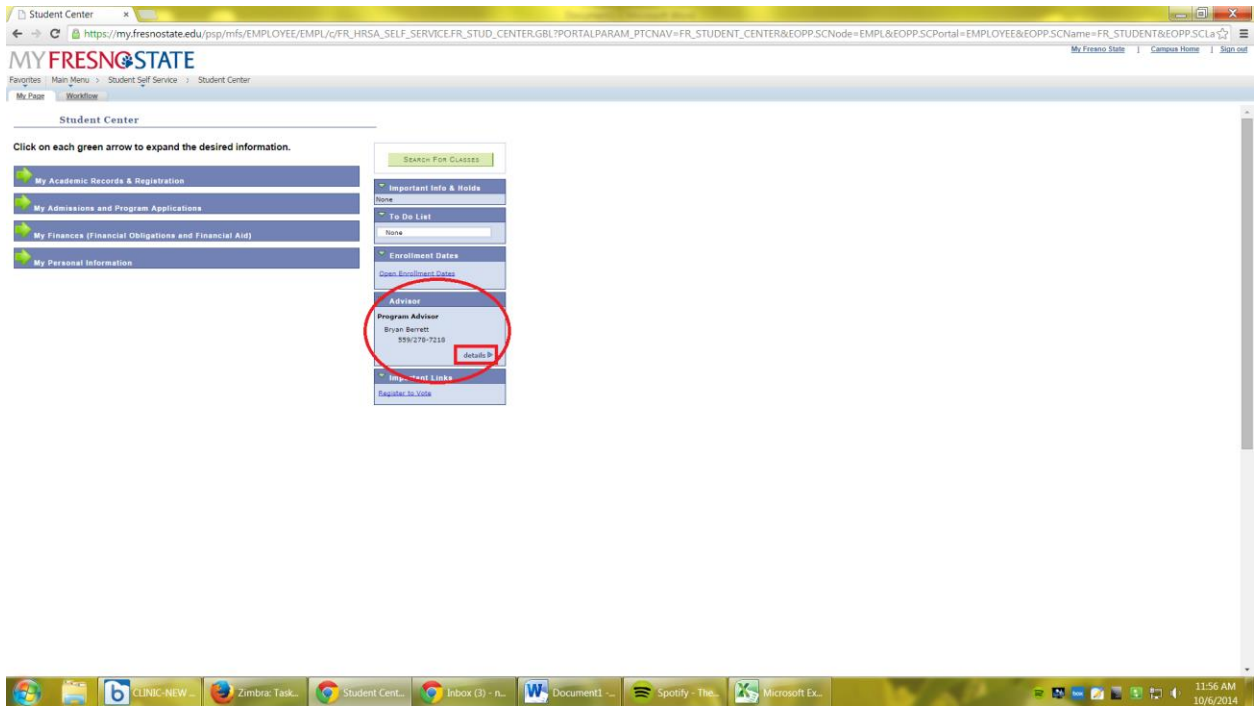 Student Center
https://my.fresnostate.edu/psp/mfs/EMPLOYEE/EMPL/c/FR_HRSA_SELF_SERVICE.FR_STUD_CENTER.GBL?PORTALPARAM_PTCNAV=FR_STUDENT_CENTER&EOPP.SCNode=EMPL&EOPP.SCPortal=EMPLOYEE&EOPP.SCName=FR_STUDENT&EOPP.SCLa
MY FRESNO STATE
My Fresno State | Campus Home | Sign out
Favorites Main Menu > Student Self Service > Student Center
My Page Workflow
Student Center
Click on each green arrow to expand the desired information.
My Academic Records & Registration
My Admissions and Program Applications
My Finances (Financial Obligations and Financial Aid)
My Personal Information
SEARCH FOR CLASSES
Important Info & Holds
None
To Do List
None
Enrollment Dates
Open Enrollment Dates
Advisor
Program Advisor
Bryan Berrett
559/278-7218
details
Important Links
Register to Vote
CLINIC-NEW ... Zimbra: Task... Student Cent... Inbox (3) - n... Document1 -... Spotify - The... Microsoft Ex...
11:56 AM
10/6/2014